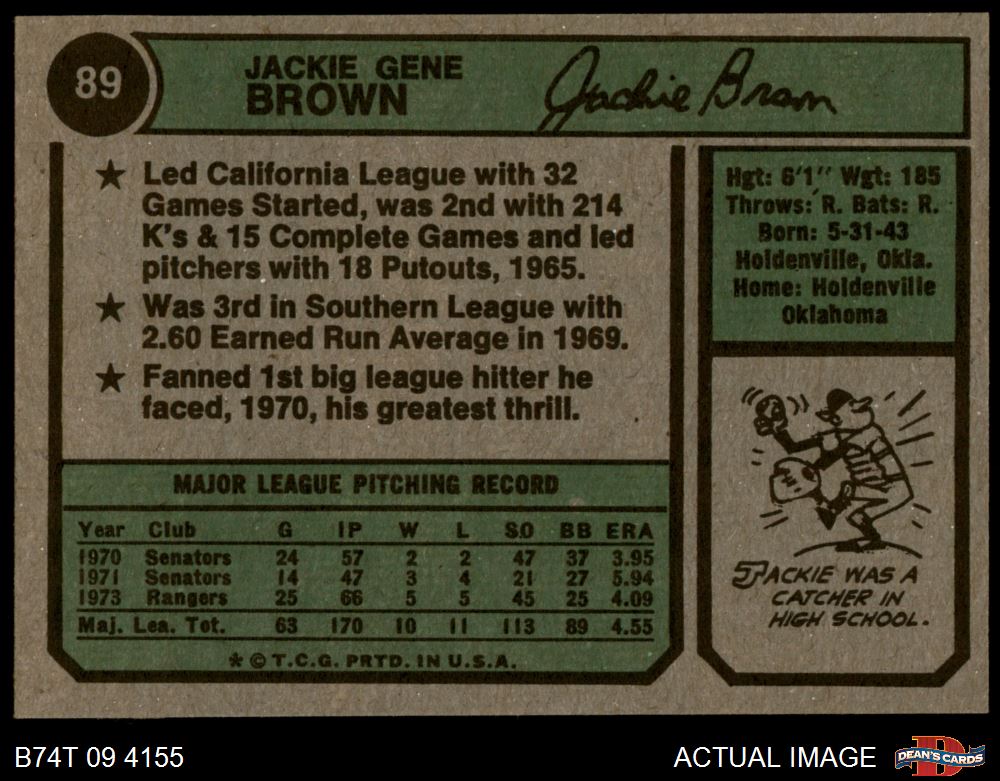 89
JACKIE GENE
BROWN
Jackie Brown
★ Led California League with 32
Games Started, was 2nd with 214
K's & 15 Complete Games and led
pitchers with 18 Putouts, 1965.
★ Was 3rd in Southern League with
2.60 Earned Run Average in 1969.
★ Fanned 1st big league hitter he
faced, 1970, his greatest thrill.
Hgt: 6'1" Wgt: 185
Throws: R. Bats: R.
Born: 5-31-43
Holdenville, Okla.
Home: Holdenville
Oklahoma
JACKIE WAS A
CATCHER IN
HIGH SCHOOL.
MAJOR LEAGUE PITCHING RECORD
Year Club G IP W L SO BB ERA
1970 Senators 24 57 2 2 47 37 3.95
1971 Senators 14 47 3 4 21 27 5.94
1973 Rangers 25 66 5 5 45 25 4.09
Maj. Lea. Tot. 63 170 10 11 113 89 4.55
* © T.C.G. PRTD. IN U.S.A.
B74T 09 4155
ACTUAL IMAGE
D
DEAN'S CARDS